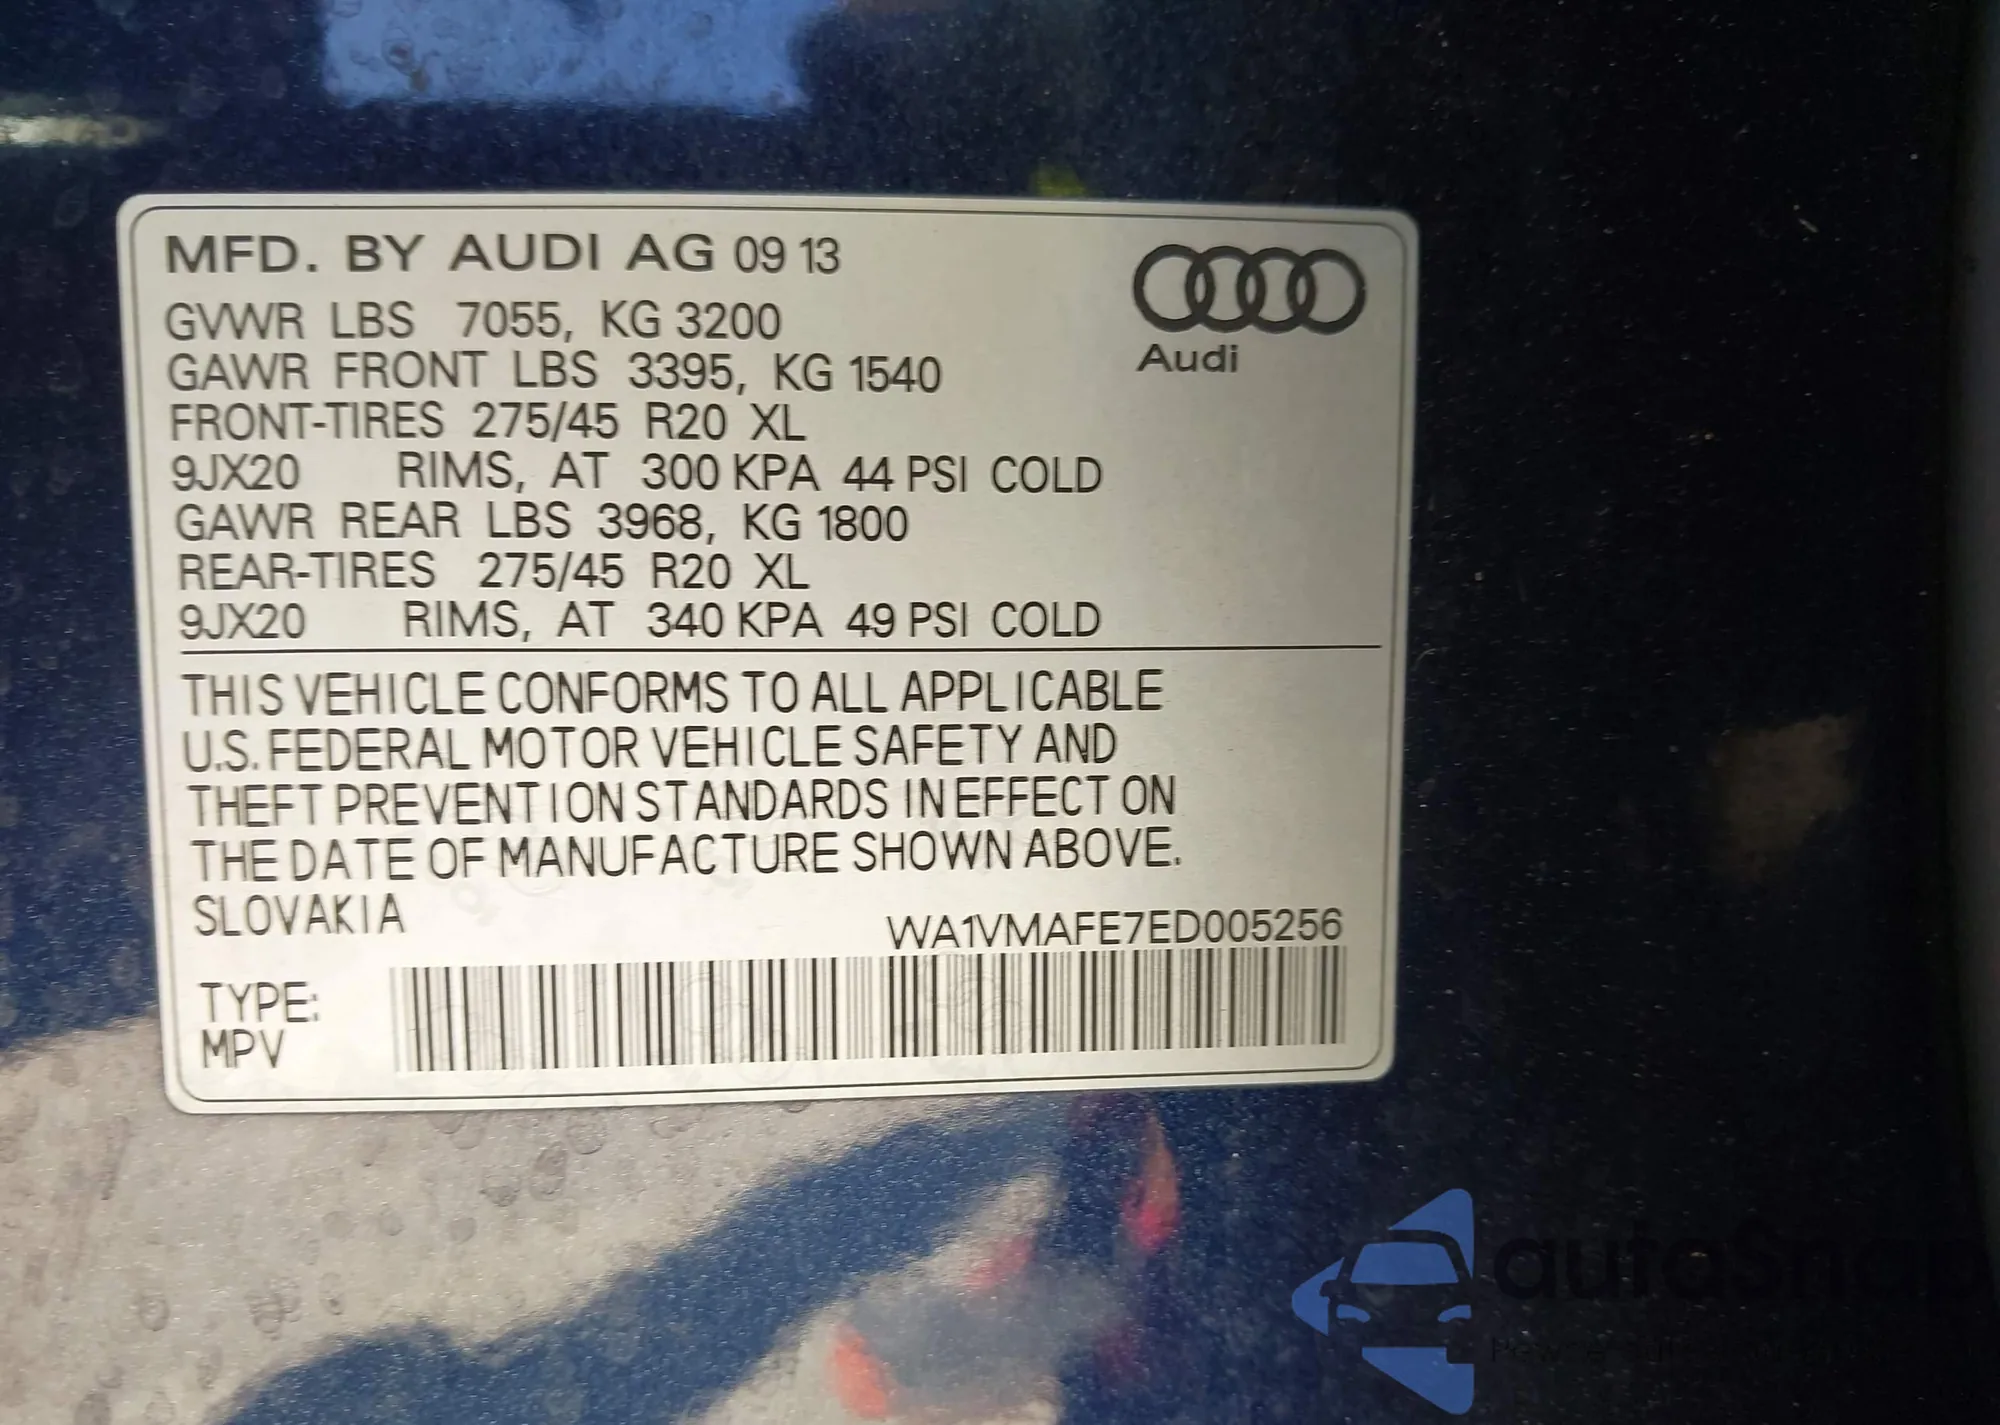 MFD. BY AUDI AG 09 13
GVWR LBS 7055, KG 3200
GAWR FRONT LBS 3395, KG 1540
FRONT-TIRES 275/45 R20 XL
9JX20 RIMS, AT 300 KPA 44 PSI COLD
GAWR REAR LBS 3968, KG 1800
REAR-TIRES 275/45 R20 XL
9JX20 RIMS, AT 340 KPA 49 PSI COLD
Audi
THIS VEHICLE CONFORMS TO ALL APPLICABLE
U.S. FEDERAL MOTOR VEHICLE SAFETY AND
THEFT PREVENTION STANDARDS IN EFFECT ON
THE DATE OF MANUFACTURE SHOWN ABOVE.
SLOVAKIA
WA1VMAFE7ED005256
TYPE:
MPV
autoSnap